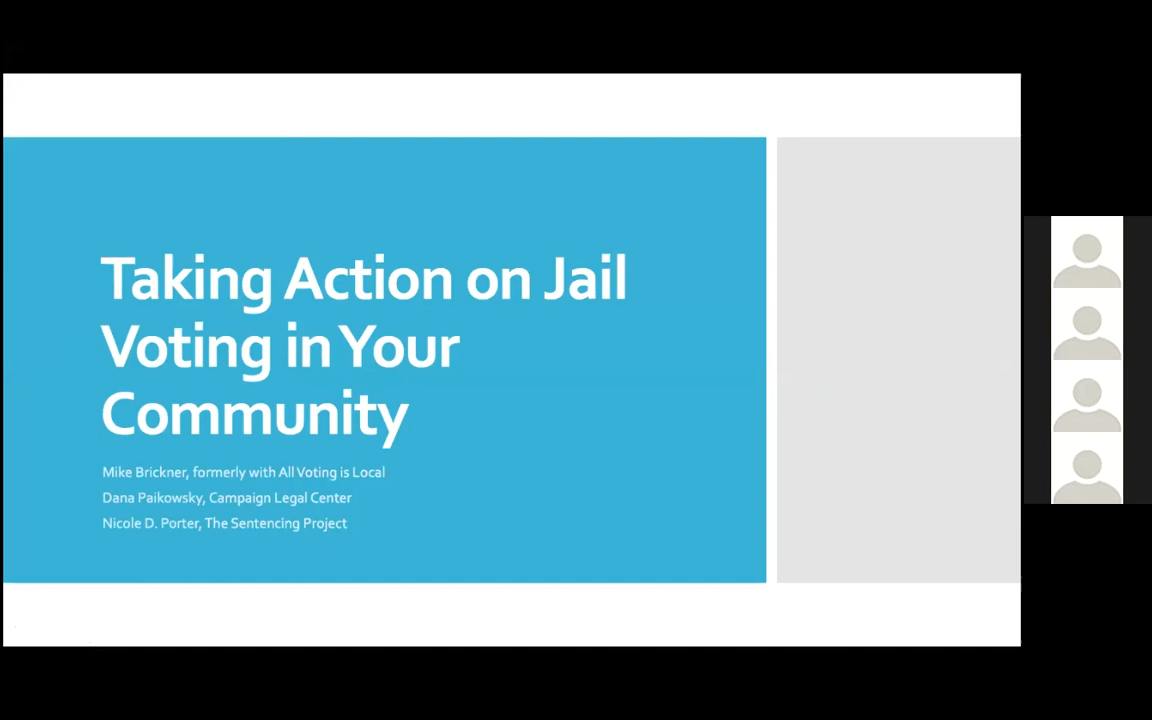 Taking Action on Jail
Voting in Your
Community
Mike Brickner, formerly with All Voting is Local
Dana Paikowsky, Campaign Legal Center
Nicole D. Porter, The Sentencing Project